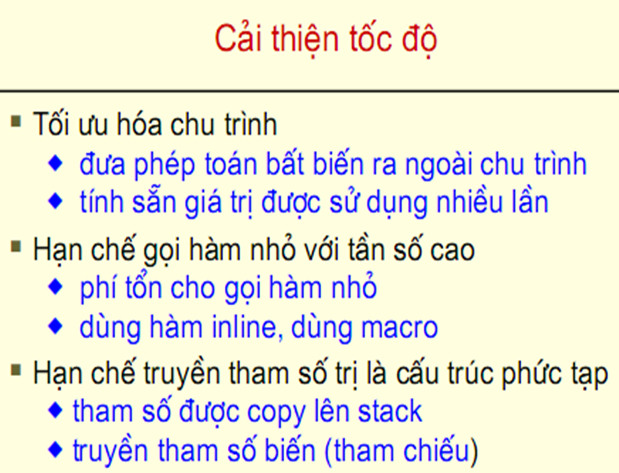 Cải thiện tốc độ
Tối ưu hóa chu trình
đưa phép toán bất biến ra ngoài chu trình
tính sẵn giá trị được sử dụng nhiều lần
Hạn chế gọi hàm nhỏ với tần số cao
phí tổn cho gọi hàm nhỏ
dùng hàm inline, dùng macro
Hạn chế truyền tham số trị là cấu trúc phức tạp
tham số được copy lên stack
truyền tham số biến (tham chiếu)